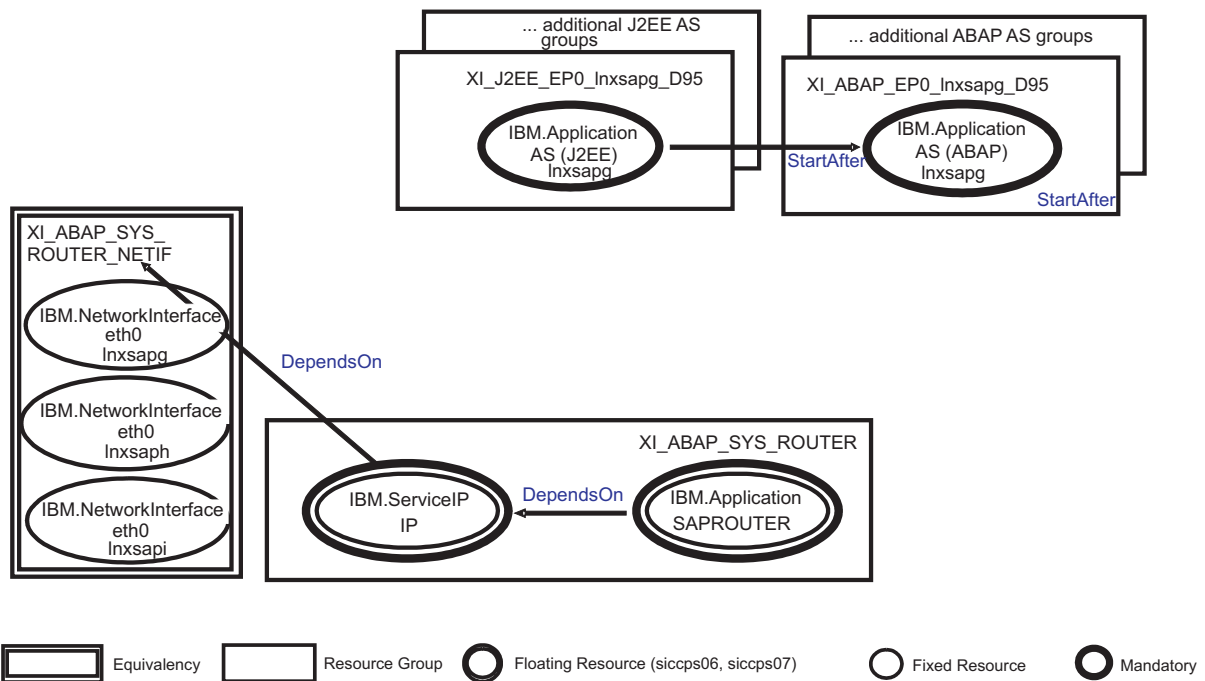 ... additional J2EE AS
groups
... additional ABAP AS groups
XI_J2EE_EP0_lnxsapg_D95
XI_ABAP_EP0_lnxsapg_D95
IBM.Application
AS (J2EE)
lnxsapg
StartAfter
IBM.Application
AS (ABAP)
lnxsapg
StartAfter
XI_ABAP_SYS_
ROUTER_NETIF
IBM.NetworkInterface
eth0
lnxsapg
DependsOn
IBM.NetworkInterface
eth0
lnxsaph
IBM.NetworkInterface
eth0
lnxsapi
XI_ABAP_SYS_ROUTER
IBM.ServiceIP
IP
DependsOn
IBM.Application
SAPROUTER
Equivalency
Resource Group
Floating Resource (siccps06, siccps07)
Fixed Resource
Mandatory